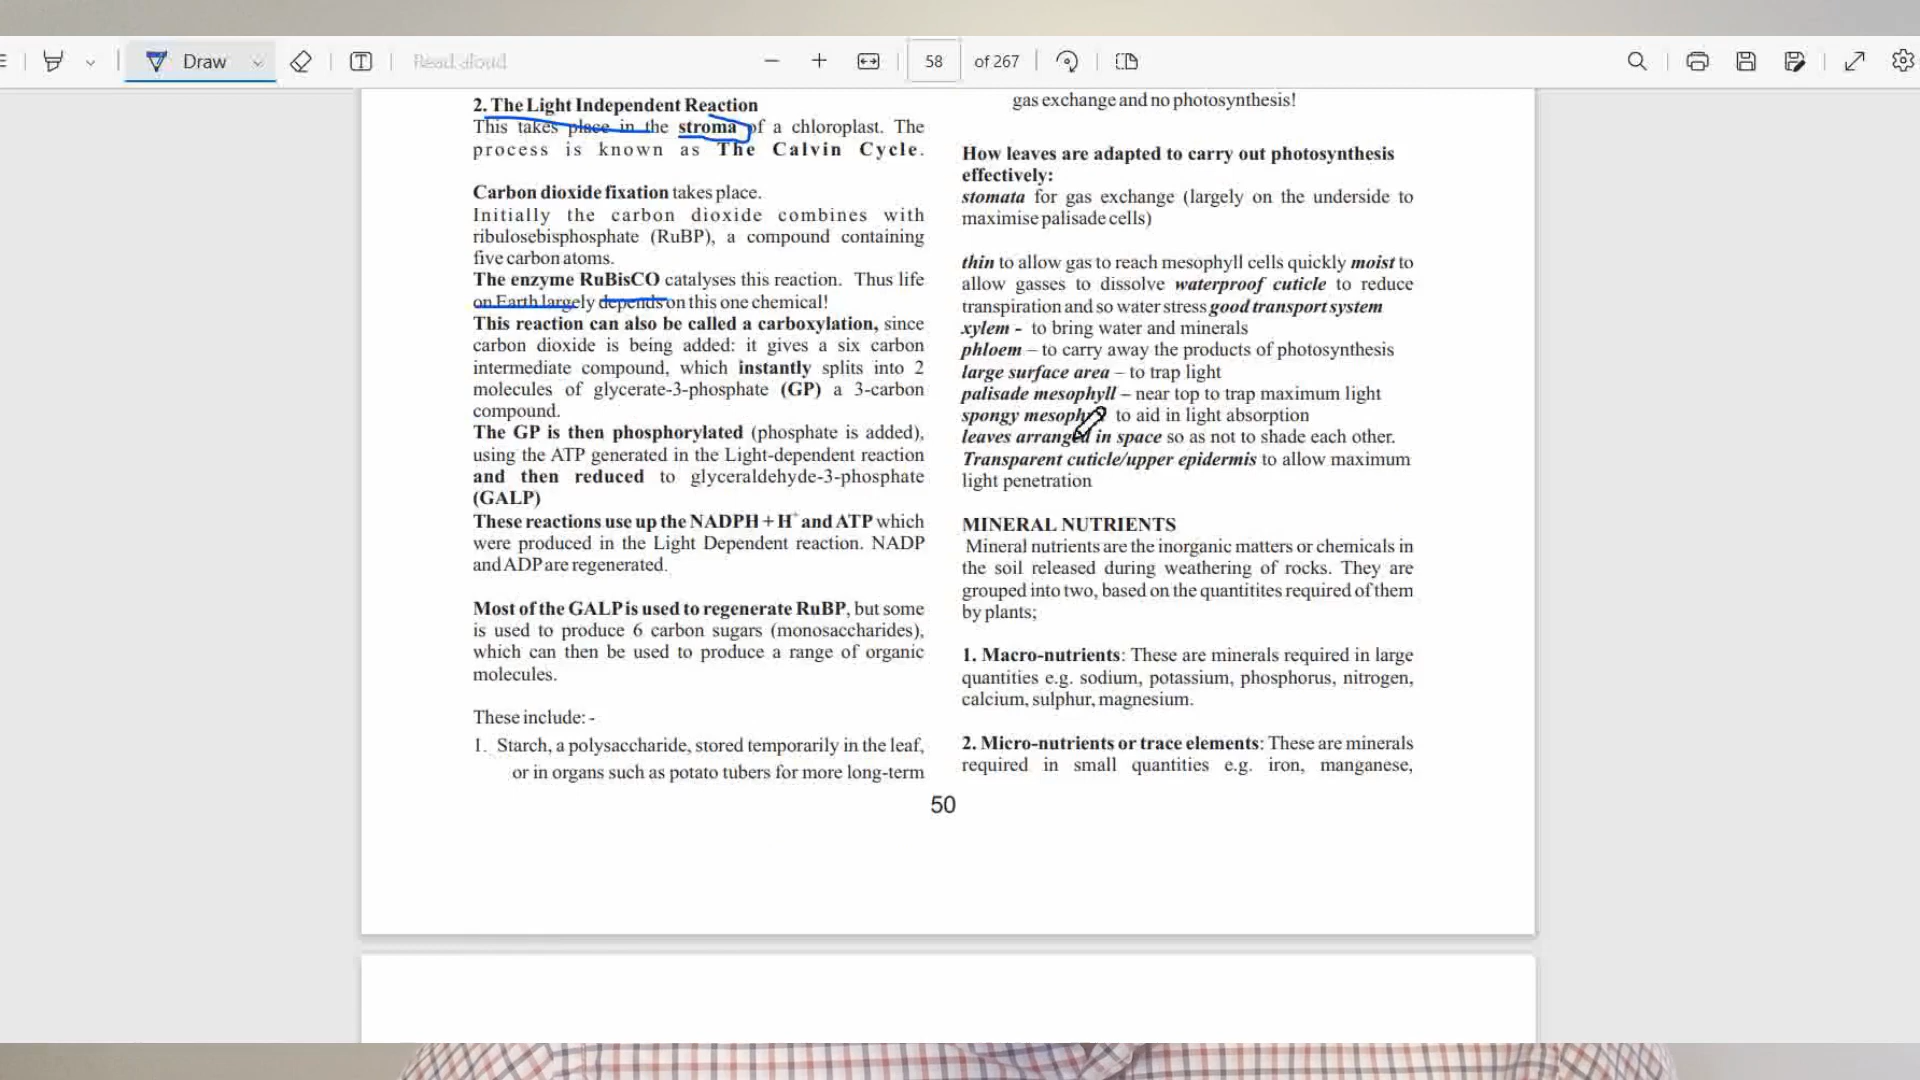 Draw
Read aloud
58 of 267
2. The Light Independent Reaction
This takes place in the stroma of a chloroplast. The
process is known as The Calvin Cycle.
Carbon dioxide fixation takes place.
Initially the carbon dioxide combines with
ribulosebisphosphate (RuBP), a compound containing
five carbon atoms.
The enzyme RuBisCO catalyses this reaction. Thus life
on Earth largely depends on this one chemical!
This reaction can also be called a carboxylation, since
carbon dioxide is being added: it gives a six carbon
intermediate compound, which instantly splits into 2
molecules of glycerate-3-phosphate (GP) a 3-carbon
compound.
The GP is then phosphorylated (phosphate is added),
using the ATP generated in the Light-dependent reaction
and then reduced to glyceraldehyde-3-phosphate
(GALP)
These reactions use up the NADPH + H+ and ATP which
were produced in the Light Dependent reaction. NADP
and ADP are regenerated.
Most of the GALP is used to regenerate RuBP, but some
is used to produce 6 carbon sugars (monosaccharides),
which can then be used to produce a range of organic
molecules.
These include: -
1. Starch, a polysaccharide, stored temporarily in the leaf,
or in organs such as potato tubers for more long-term
gas exchange and no photosynthesis!
How leaves are adapted to carry out photosynthesis
effectively:
stomata for gas exchange (largely on the underside to
maximise palisade cells)
thin to allow gas to reach mesophyll cells quickly moist to
allow gasses to dissolve waterproof cuticle to reduce
transpiration and so water stress good transport system
xylem - to bring water and minerals
phloem – to carry away the products of photosynthesis
large surface area – to trap light
palisade mesophyll – near top to trap maximum light
spongy to aid in light absorption
leaves arranged in space so as not to shade each other.
Transparent cuticle/upper epidermis to allow maximum
light penetration
MINERAL NUTRIENTS
Mineral nutrients are the inorganic matters or chemicals in
the soil released during weathering of rocks. They are
grouped into two, based on the quantitites required of them
by plants;
1. Macro-nutrients: These are minerals required in large
quantities e.g. sodium, potassium, phosphorus, nitrogen,
calcium, sulphur, magnesium.
2. Micro-nutrients or trace elements: These are minerals
required in small quantities e.g. iron, manganese,
50